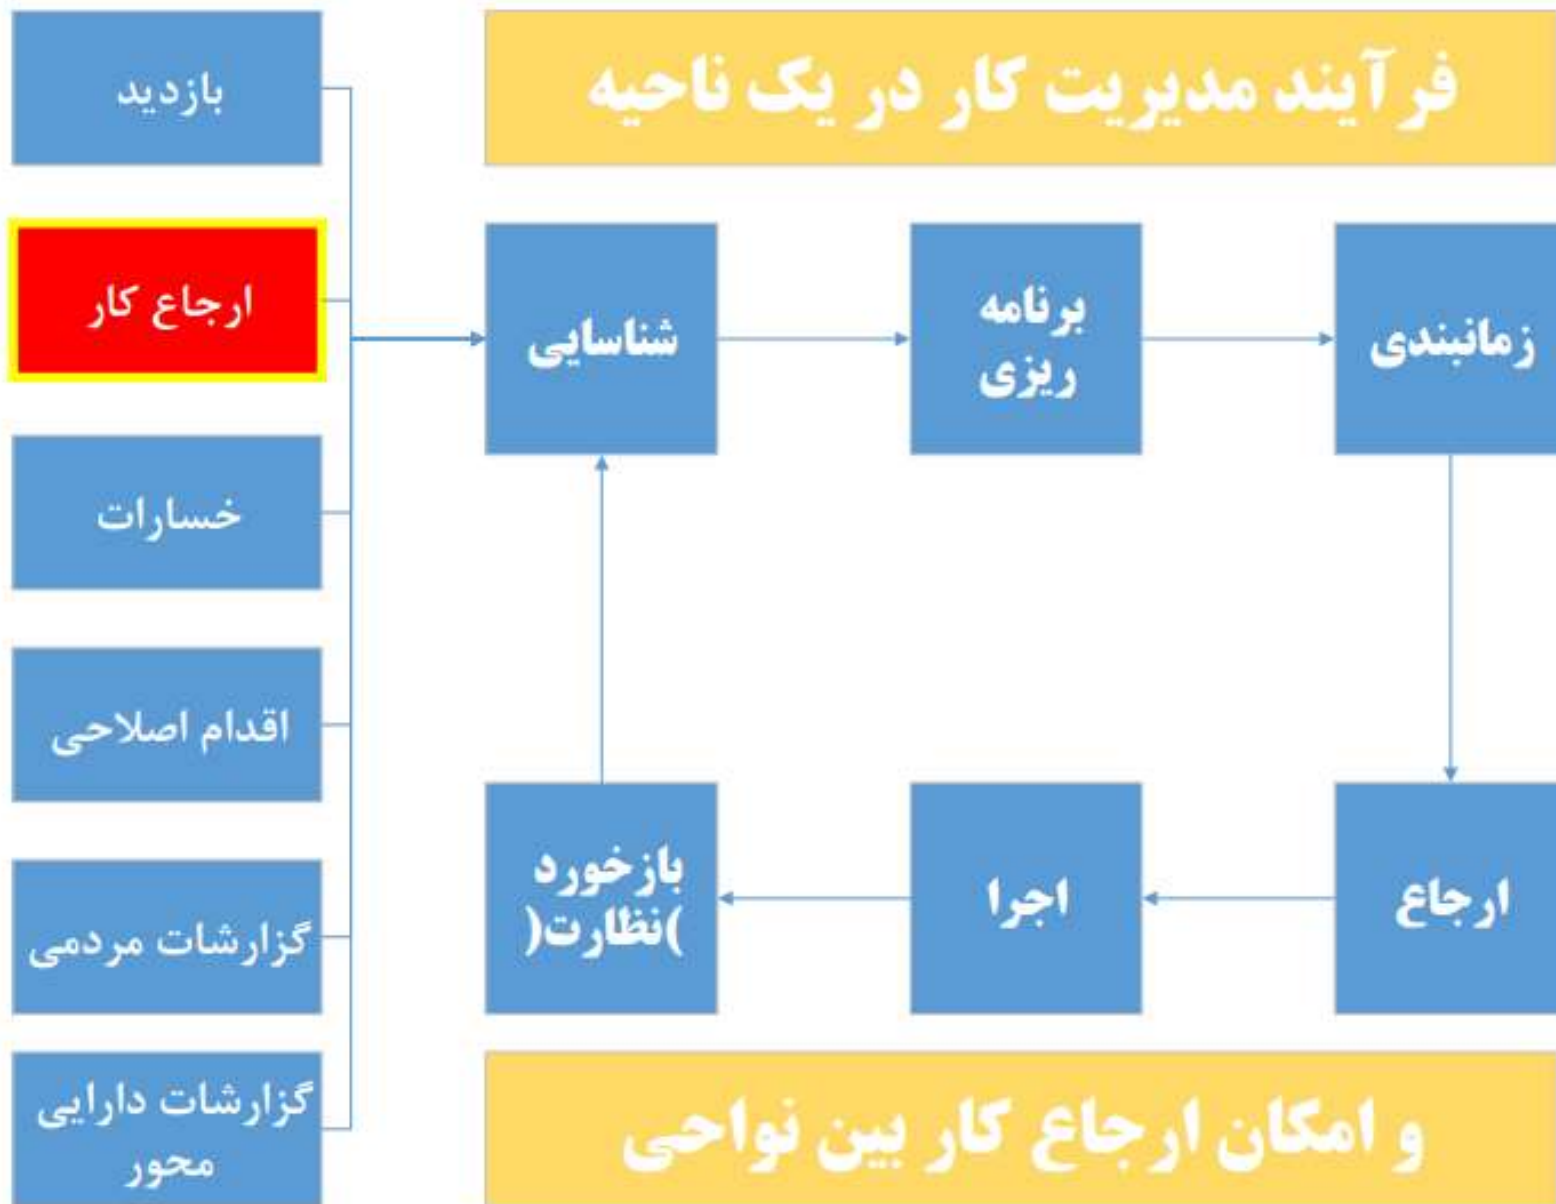 فرآیند مدیریت کار در یک ناحیه
بازدید
ارجاع کار
خسارات
اقدام اصلاحی
گزارشات مردمی
گزارشات دارایی
محور
شناسایی
برنامه
ریزی
زمانبندی
ارجاع
اجرا
بازخورد
)نظارت(
و امکان ارجاع کار بین نواحی